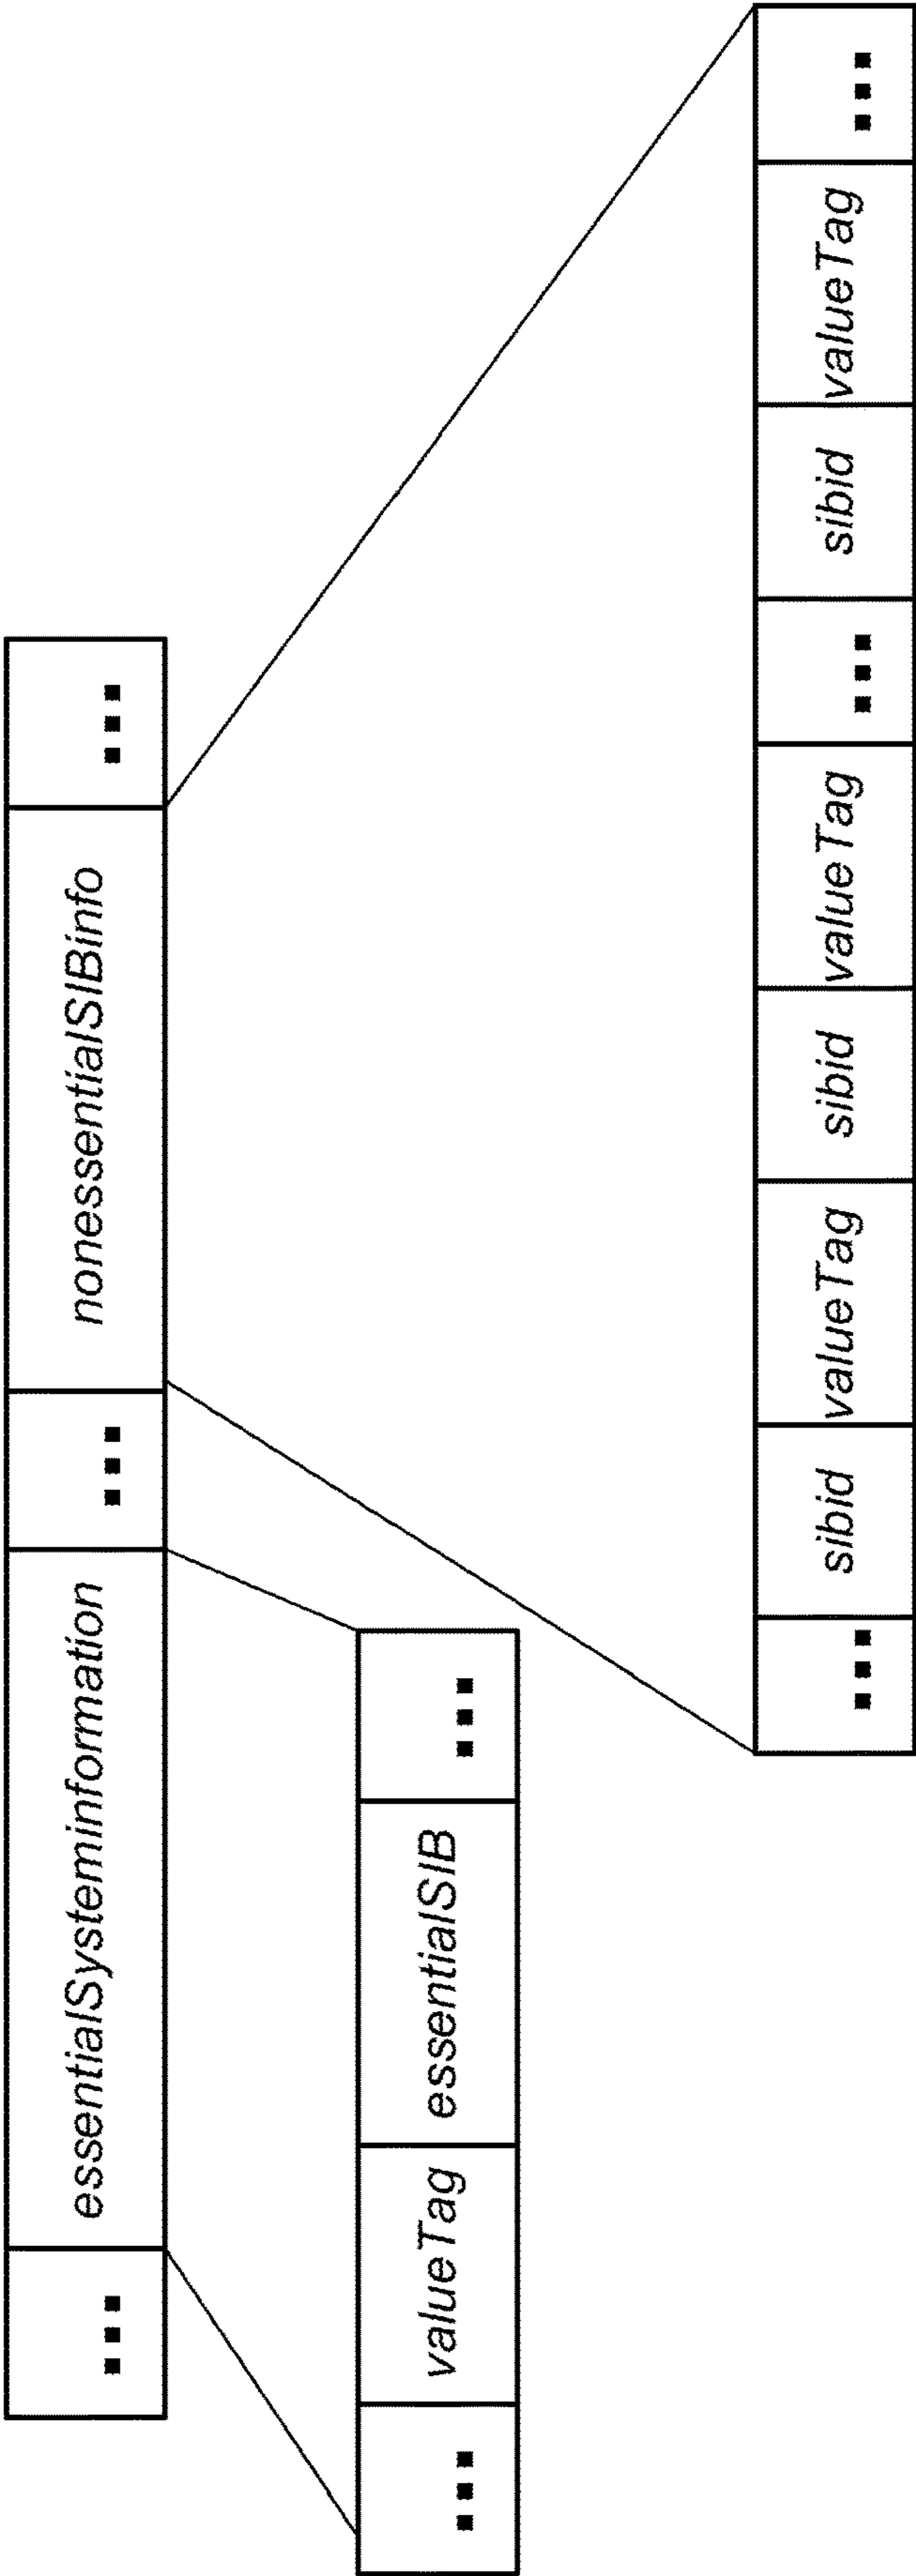 ... essentialSysteminformation ... nonessentialSIBinfo ...
... valueTag essentialSIB ...
... sibid valueTag sibid valueTag ... sibid valueTag ...